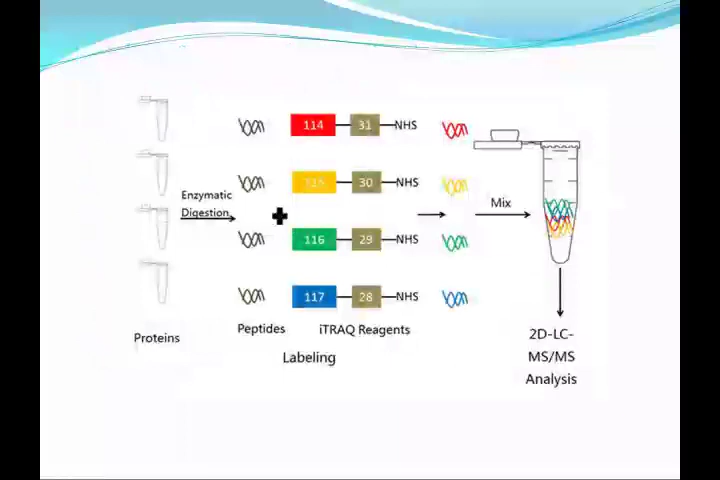 114 31 NHS
115 30 NHS
Enzymatic
Digestion
Mix
116 29 NHS
117 28 NHS
Peptides iTRAQ Reagents
Proteins
Labeling
2D-LC-
MS/MS
Analysis